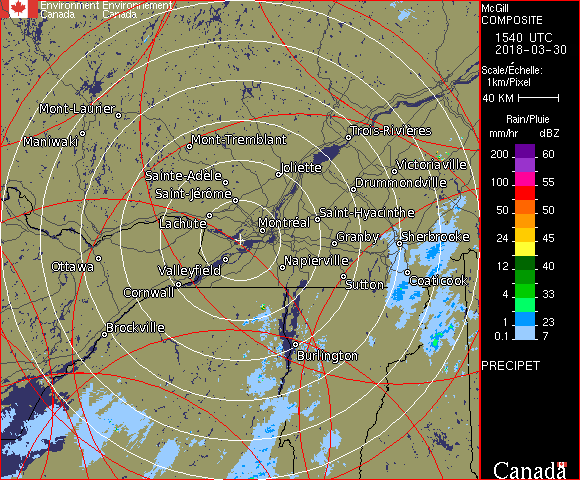 Environment Environnement
Canada Canada
McGill
COMPOSITE
1540 UTC
2018-03-30
Scale/Échelle:
1km/Pixel
40 KM
Rain/Pluie
mm/hr dBZ
200 60
100 55
50 50
24 45
12 40
4 33
1 23
0.1 7
PRECIPET
Mont-Laurier
Maniwaki
Mont-Tremblant
Trois-Rivières
Joliette
Victoriaville
Sainte-Adèle
Drummondville
Saint-Jérôme
Saint-Hyacinthe
Lachute
Montréal
Granby
Sherbrooke
Ottawa
Valleyfield
Napierville
Sutton
Coaticook
Cornwall
Brockville
Burlington
Canada